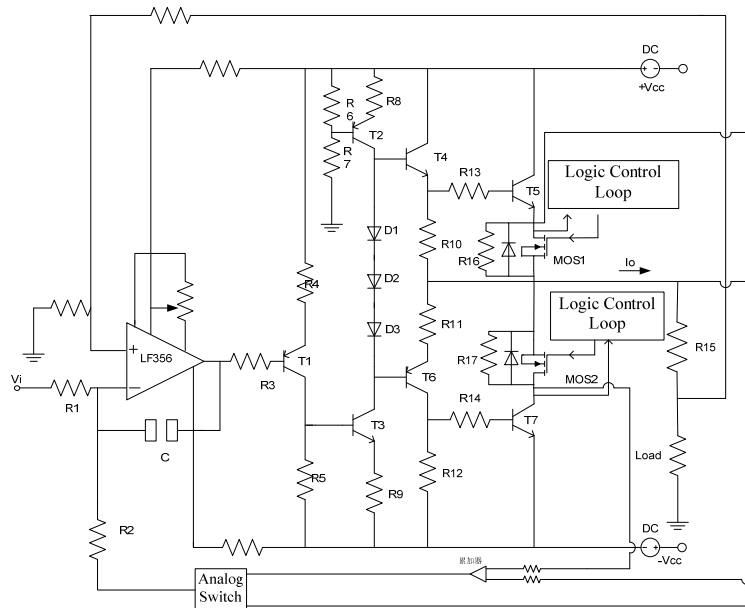 DC
+Vcc
R8
R
6
T2
R
7
T4
R13
T5
Logic Control
Loop
D1
R10
R16
MOS1
Io
D2
R4
Logic Control
Loop
D3
R11
LF356
+
−
Vi
R1
R3
T1
T6
R17
MOS2
R15
R14
T3
T7
C
Load
R5
R9
R12
R2
DC
-Vcc
累加器
Analog
Switch